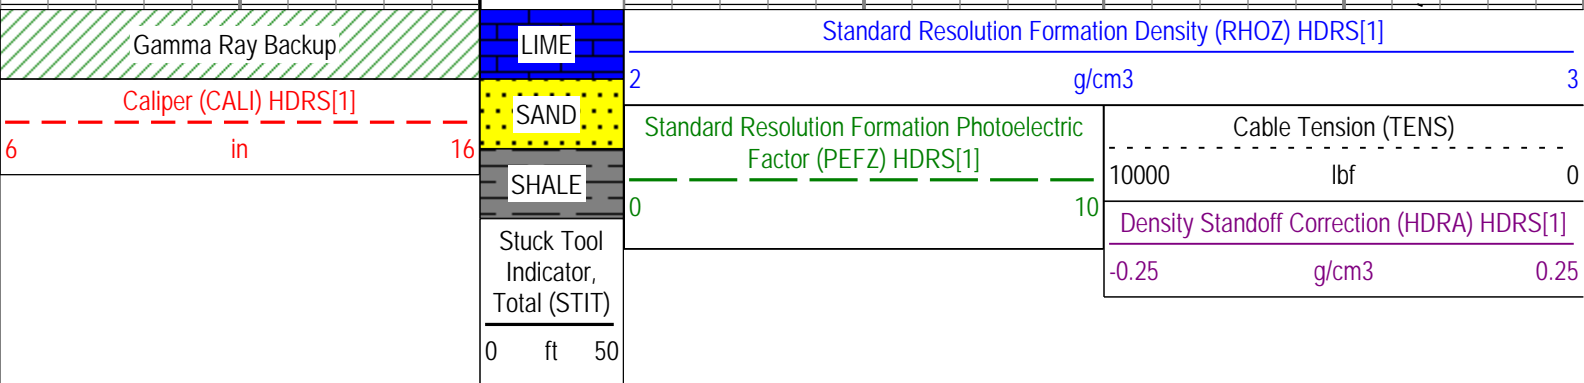 Gamma Ray Backup
Caliper (CALI) HDRS[1]
6 in 16
LIME
SAND
SHALE
Stuck Tool
Indicator,
Total (STIT)
0 ft 50
Standard Resolution Formation Density (RHOZ) HDRS[1]
2 g/cm3 3
Standard Resolution Formation Photoelectric
Factor (PEFZ) HDRS[1]
0 10
Cable Tension (TENS)
10000 lbf 0
Density Standoff Correction (HDRA) HDRS[1]
-0.25 g/cm3 0.25